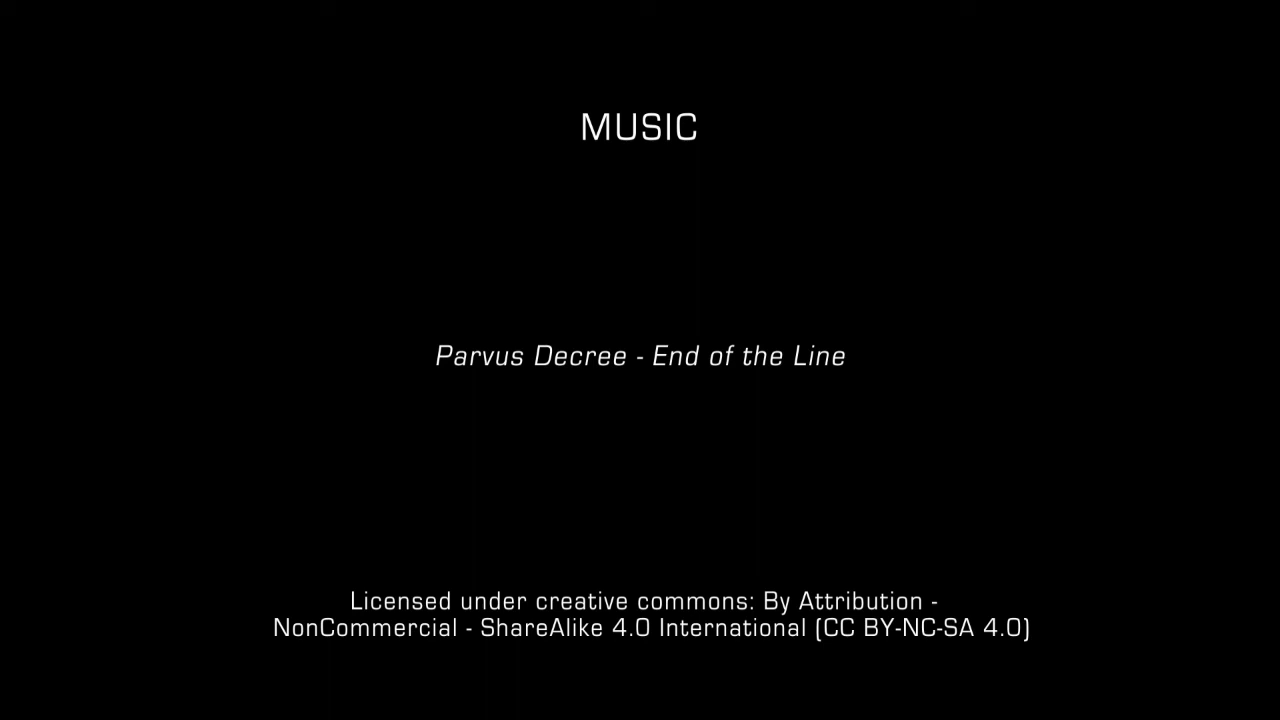 MUSIC
Parvus Decree - End of the Line
Licensed under creative commons: By Attribution -
NonCommercial - ShareAlike 4.0 International (CC BY-NC-SA 4.0)